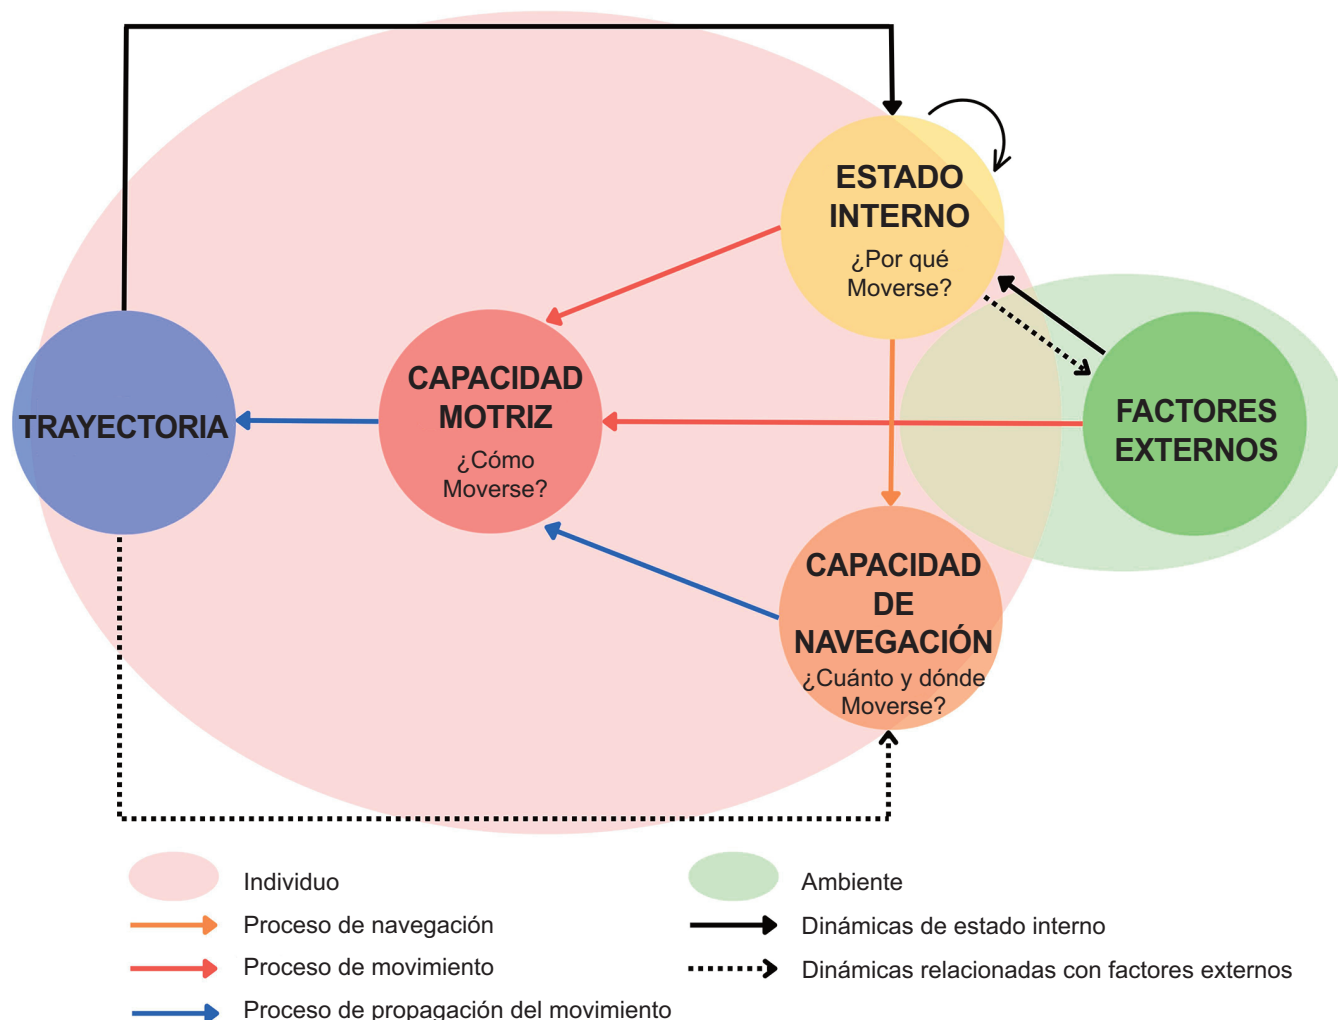 ESTADO
INTERNO
¿Por qué
Moverse?
CAPACIDAD
MOTRIZ
¿Cómo
Moverse?
TRAYECTORIA
FACTORES
EXTERNOS
CAPACIDAD
DE
NAVEGACIÓN
¿Cuánto y dónde
Moverse?
Individuo
Ambiente
Proceso de navegación
Dinámicas de estado interno
Proceso de movimiento
Dinámicas relacionadas con factores externos
Proceso de propagación del movimiento